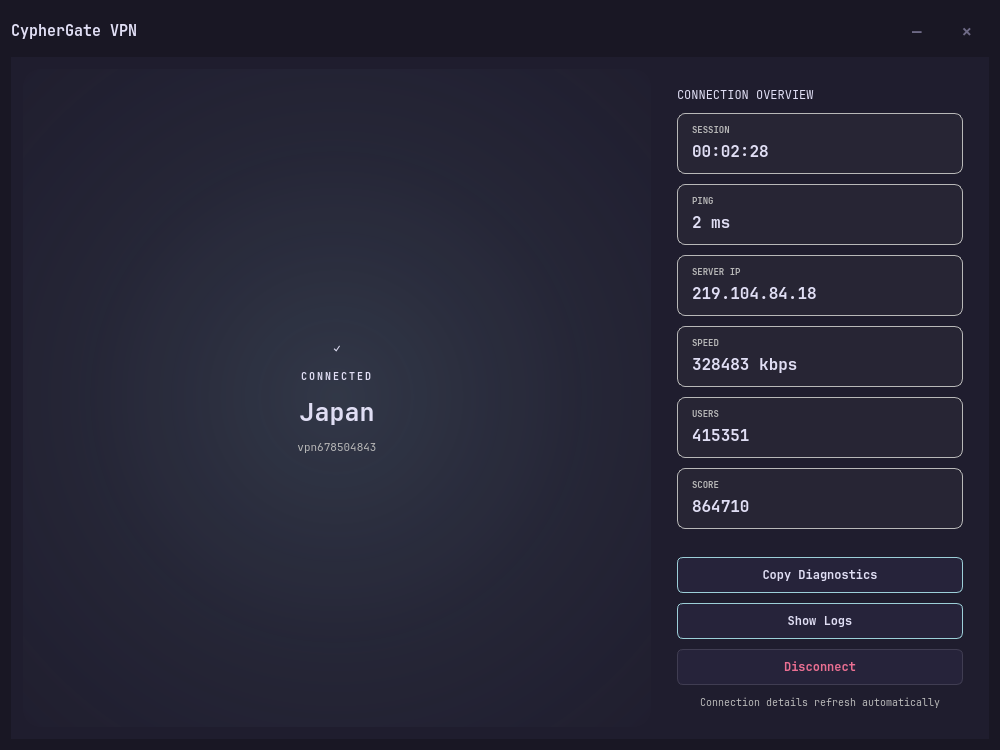 CypherGate VPN
✓
CONNECTED
Japan
vpn678504843
CONNECTION OVERVIEW
SESSION
00:02:28
PING
2 ms
SERVER IP
219.104.84.18
SPEED
328483 kbps
USERS
415351
SCORE
864710
Copy Diagnostics
Show Logs
Disconnect
Connection details refresh automatically